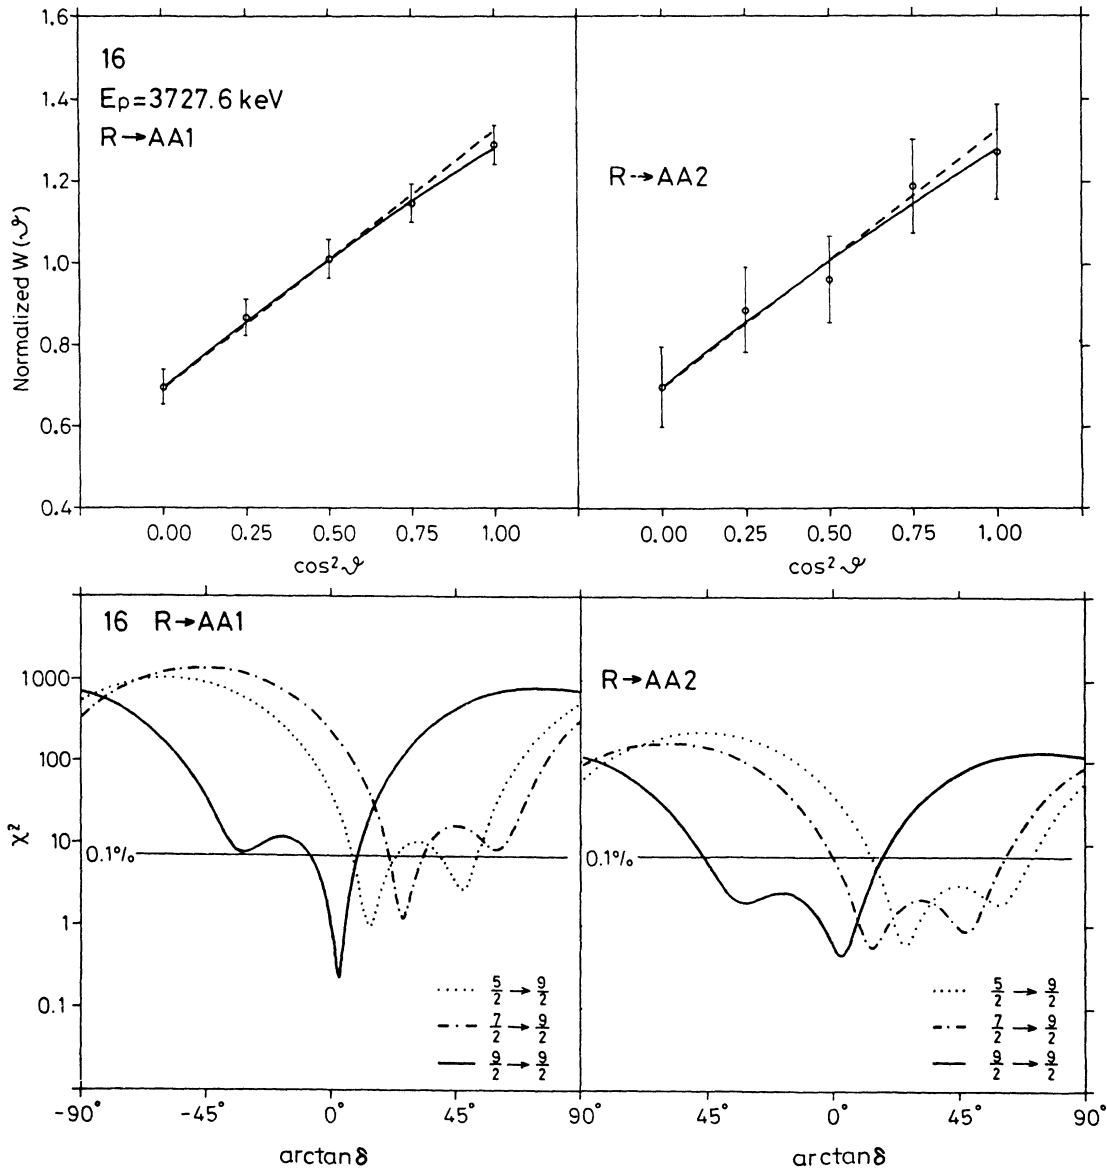 1.6
1.4
1.2
1.0
0.8
0.6
0.4
Normalized W(ϑ)
16
Ep=3727.6 keV
R→AA1
0.00 0.25 0.50 0.75 1.00
cos²ϑ
R→AA2
0.00 0.25 0.50 0.75 1.00
cos²ϑ
1000
100
10
1
0.1
χ²
16 R→AA1
0.1%
5/2 → 9/2
7/2 → 9/2
9/2 → 9/2
-90° -45° 0° 45° 90°
arctanδ
R→AA2
0.1%
5/2 → 9/2
7/2 → 9/2
9/2 → 9/2
45° 0° 45° 90°
arctanδ